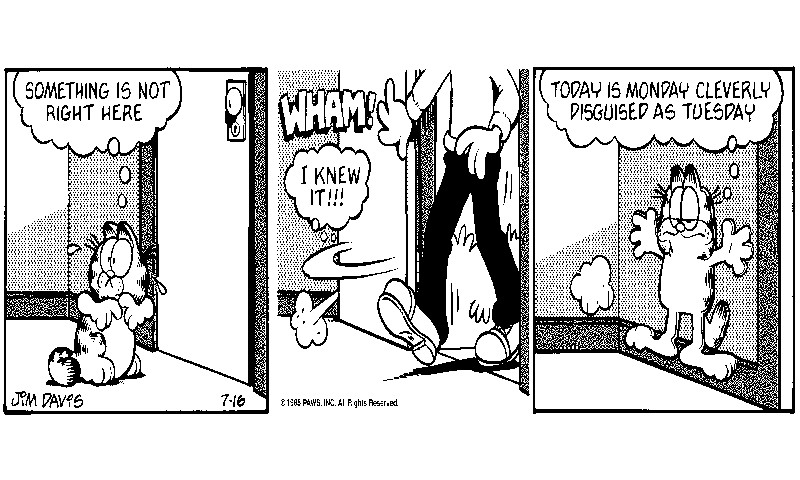 SOMETHING IS NOT
RIGHT HERE
JIM DAVIS
7-16
WHAM!
I KNEW
IT!!!
© 1985 PAWS, INC. All Rights Reserved.
TODAY IS MONDAY CLEVERLY
DISGUISED AS TUESDAY